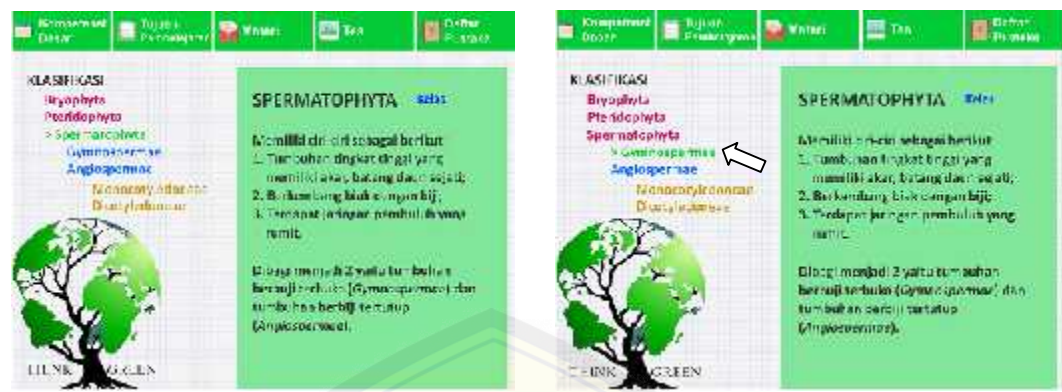 Kompetensi Dasar
Tujuan Pembelajaran
Materi
Tes
Daftar Pustaka
KLASIFIKASI
Bryophyta
Pteridophyta
> Spermatophyta
Gymnospermae
Angiospermae
Monocotyledoneae
Dicotyledoneae
THINK GREEN
SPERMATOPHYTA Kelas
Memiliki ciri-ciri sebagai berikut
1. Tumbuhan tingkat tinggi yang
memiliki akar, batang daun sejati;
2. Berkembang biak dengan biji;
3. Terdapat jaringan pembuluh yang
rumit.
Dibagi menjadi 2 yaitu tumbuhan
berbiji terbuka (Gymnospermae) dan
tumbuhan berbiji tertutup
(Angiospermae).
Kompetensi Dasar
Tujuan Pembelajaran
Materi
Tes
Daftar Pustaka
KLASIFIKASI
Bryophyta
Pteridophyta
Spermatophyta
> Gymnospermae
Angiospermae
Monocotyledoneae
Dicotyledoneae
THINK GREEN
SPERMATOPHYTA Kelas
Memiliki ciri-ciri sebagai berikut
1. Tumbuhan tingkat tinggi yang
memiliki akar, batang daun sejati;
2. Berkembang biak dengan biji;
3. Terdapat jaringan pembuluh yang
rumit.
Dibagi menjadi 2 yaitu tumbuhan
berbiji terbuka (Gymnospermae) dan
tumbuhan berbiji tertutup
(Angiospermae).